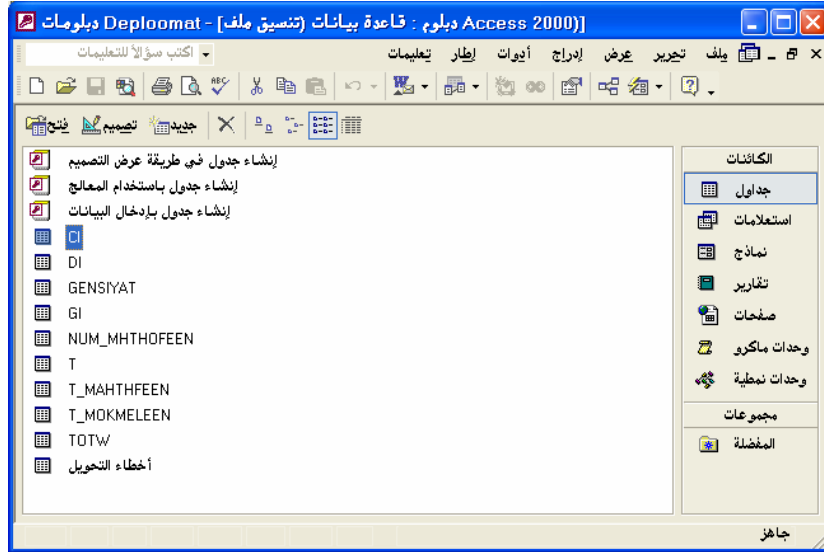 دبلومات Deploomat - [دبلوم : قاعدة بيانات (تنسيق ملف Access 2000)]
ملف تحرير عرض إدراج أدوات إطار تعليمات اكتب سؤالاً للتعليمات
فتح تصميم جديد
الكائنات
جداول
استعلامات
نماذج
تقارير
صفحات
وحدات ماكرو
وحدات نمطية
مجموعات
المفضلة
إنشاء جدول في طريقة عرض التصميم
إنشاء جدول باستخدام المعالج
إنشاء جدول بإدخال البيانات
CI
DI
GENSIYAT
GI
NUM_MHTHOFEEN
T
T_MAHTHFEEN
T_MOKMELEEN
TOTW
أخطاء التحويل
جاهز